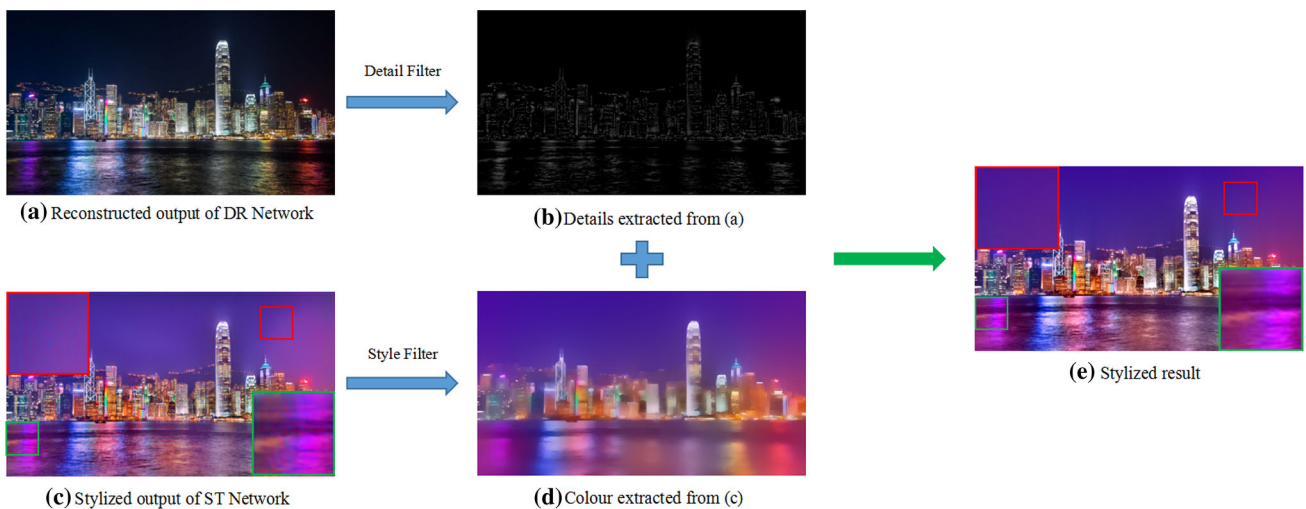 Detail Filter
(a) Reconstructed output of DR Network
(b) Details extracted from (a)
Style Filter
(c) Stylized output of ST Network
(d) Colour extracted from (c)
(e) Stylized result